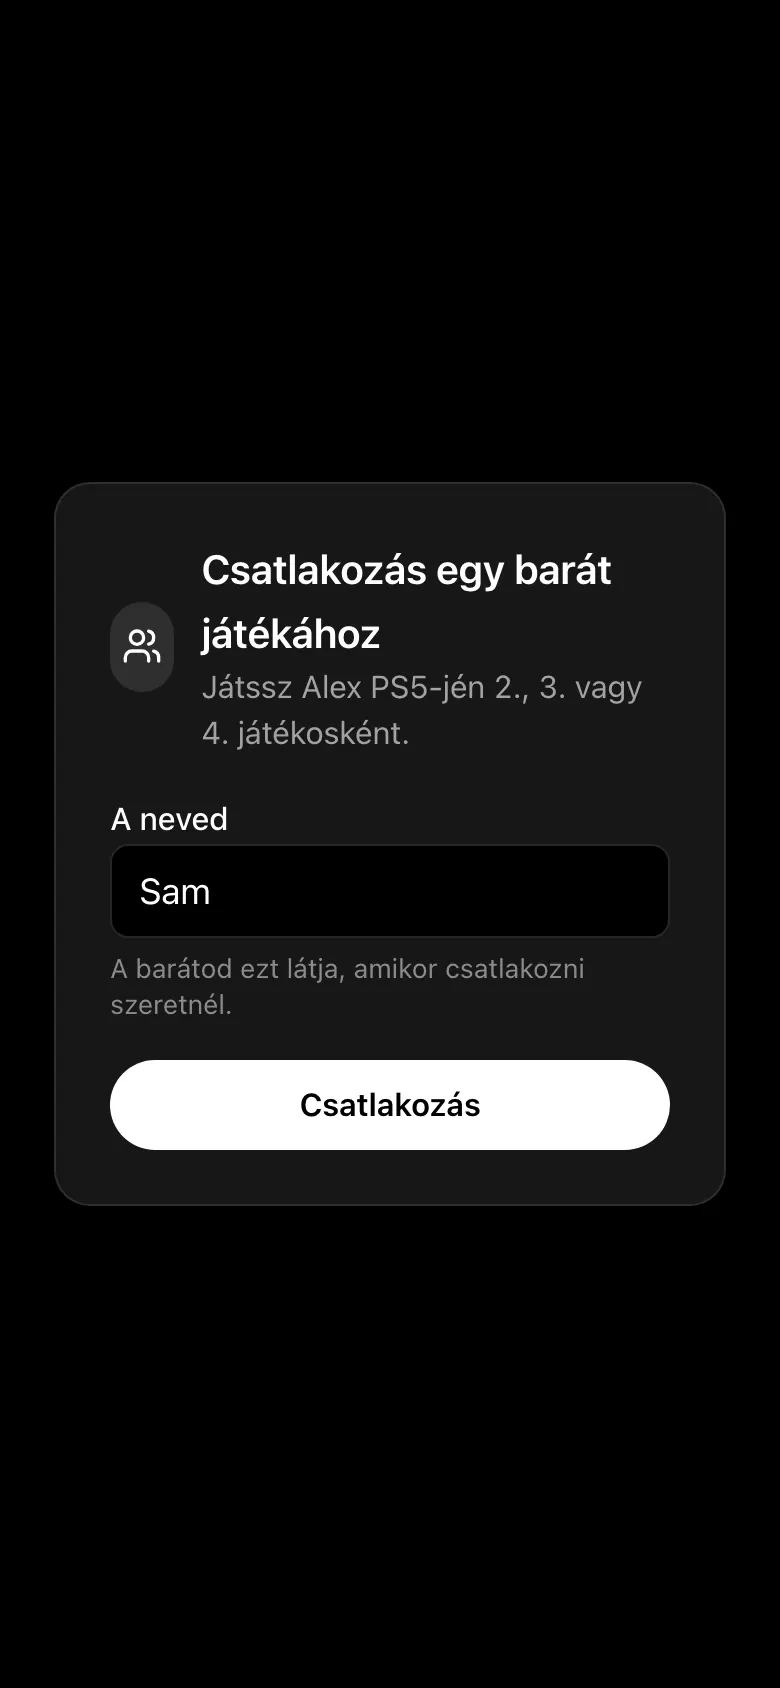 Csatlakozás egy barát
játékához
Játssz Alex PS5-jén 2., 3. vagy
4. játékosként.
A neved
Sam
A barátod ezt látja, amikor csatlakozni
szeretnél.
Csatlakozás